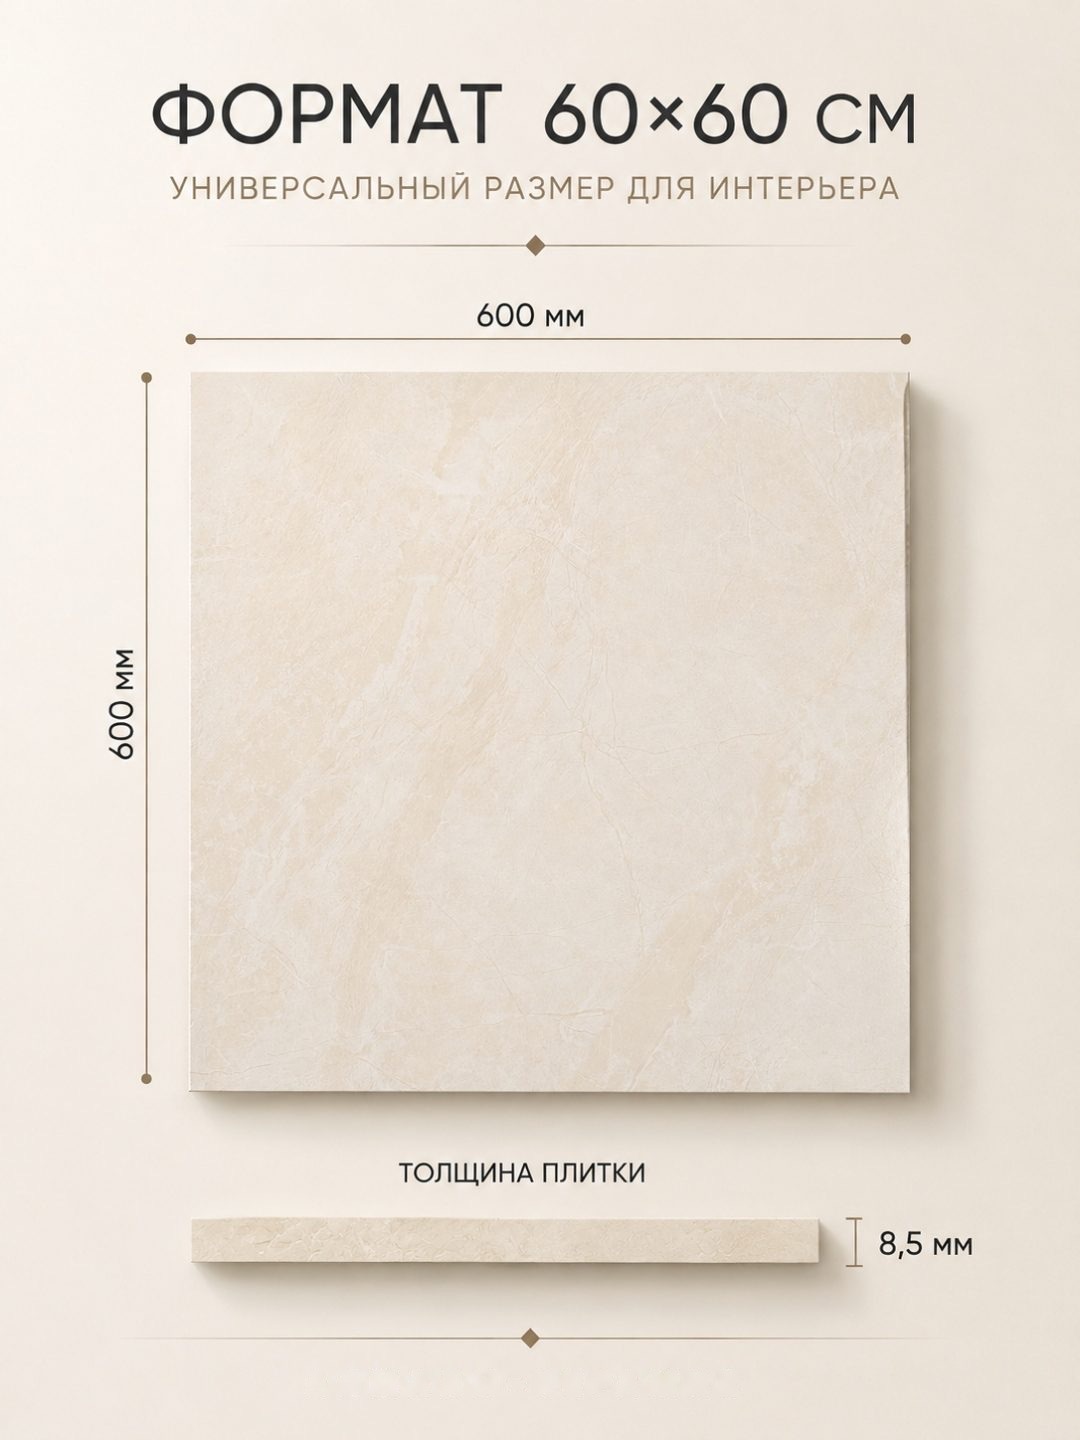 ФОРМАТ 60×60 СМ
УНИВЕРСАЛЬНЫЙ РАЗМЕР ДЛЯ ИНТЕРЬЕРА
600 мм
600 мм
ТОЛЩИНА ПЛИТКИ
8,5 мм